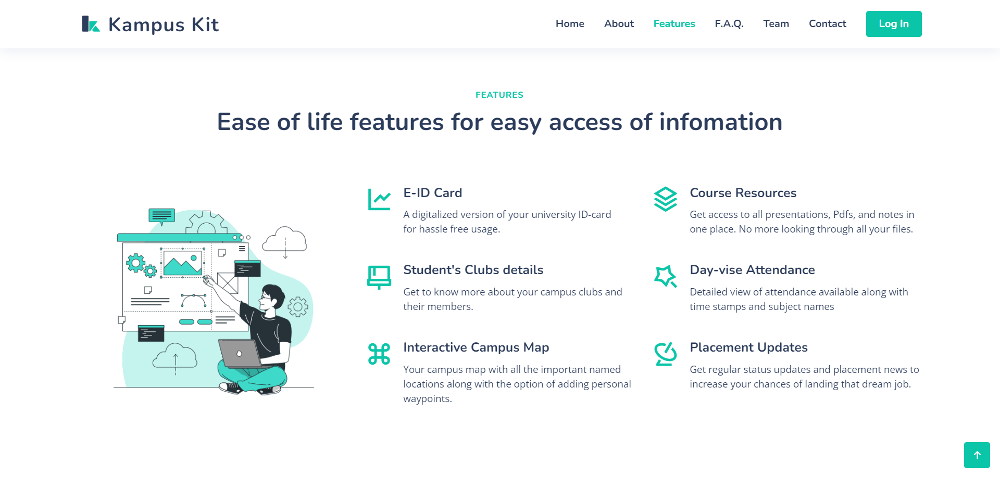 Kampus Kit
Home About Features F.A.Q. Team Contact Log In
FEATURES
Ease of life features for easy access of infomation
E-ID Card
A digitalized version of your university ID-card
for hassle free usage.
Course Resources
Get access to all presentations, Pdfs, and notes in
one place. No more looking through all your files.
Student's Clubs details
Get to know more about your campus clubs and
their members.
Day-vise Attendance
Detailed view of attendance available along with
time stamps and subject names
Interactive Campus Map
Your campus map with all the important named
locations along with the option of adding personal
waypoints.
Placement Updates
Get regular status updates and placement news to
increase your chances of landing that dream job.